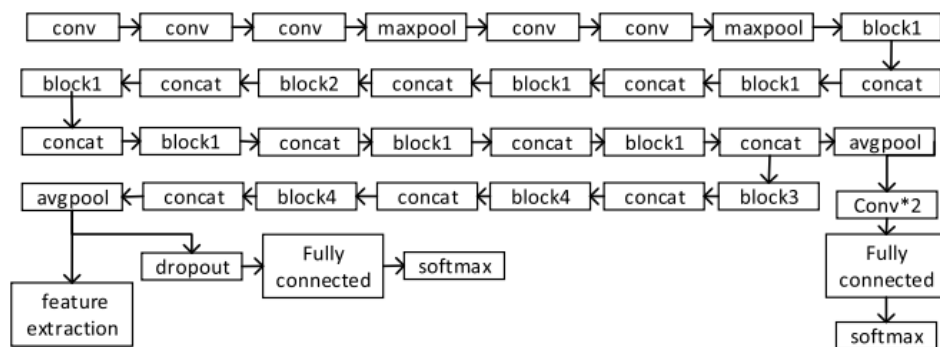 conv conv conv maxpool conv conv maxpool block1
block1 concat block2 concat block1 concat block1 concat
concat block1 concat block1 concat block1 concat avgpool
avgpool concat block4 concat block4 concat block3 Conv*2
dropout Fully softmax Fully
connected connected
feature
extraction softmax